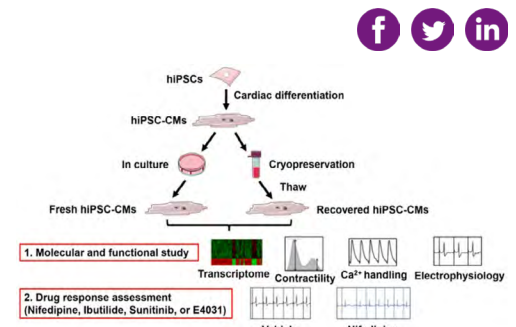 f in
hiPSCs
Cardiac differentiation
hiPSC-CMs
In culture
Cryopreservation
Thaw
Fresh hiPSC-CMs
Recovered hiPSC-CMs
1. Molecular and functional study
Transcriptome Contractility Ca²⁺ handling Electrophysiology
2. Drug response assessment
(Nifedipine, Ibutilide, Sunitinib, or E4031)